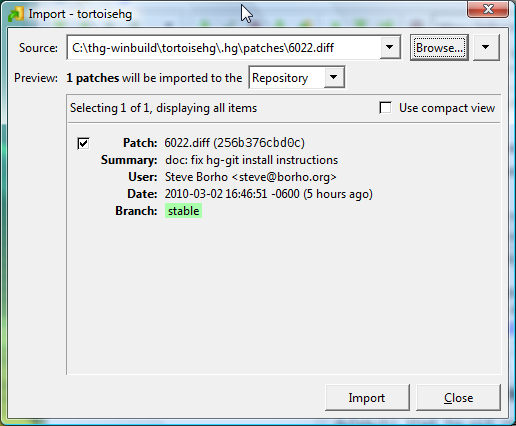 Import - tortoisehg
Source: C:\thg-winbuild\tortoisehg\.hg\patches\6022.diff Browse...
Preview: 1 patches will be imported to the Repository
Selecting 1 of 1, displaying all items Use compact view
Patch: 6022.diff (256b376cbd0c)
Summary: doc: fix hg-git install instructions
User: Steve Borho <steve@borho.org>
Date: 2010-03-02 16:46:51 -0600 (5 hours ago)
Branch: stable
Import Close